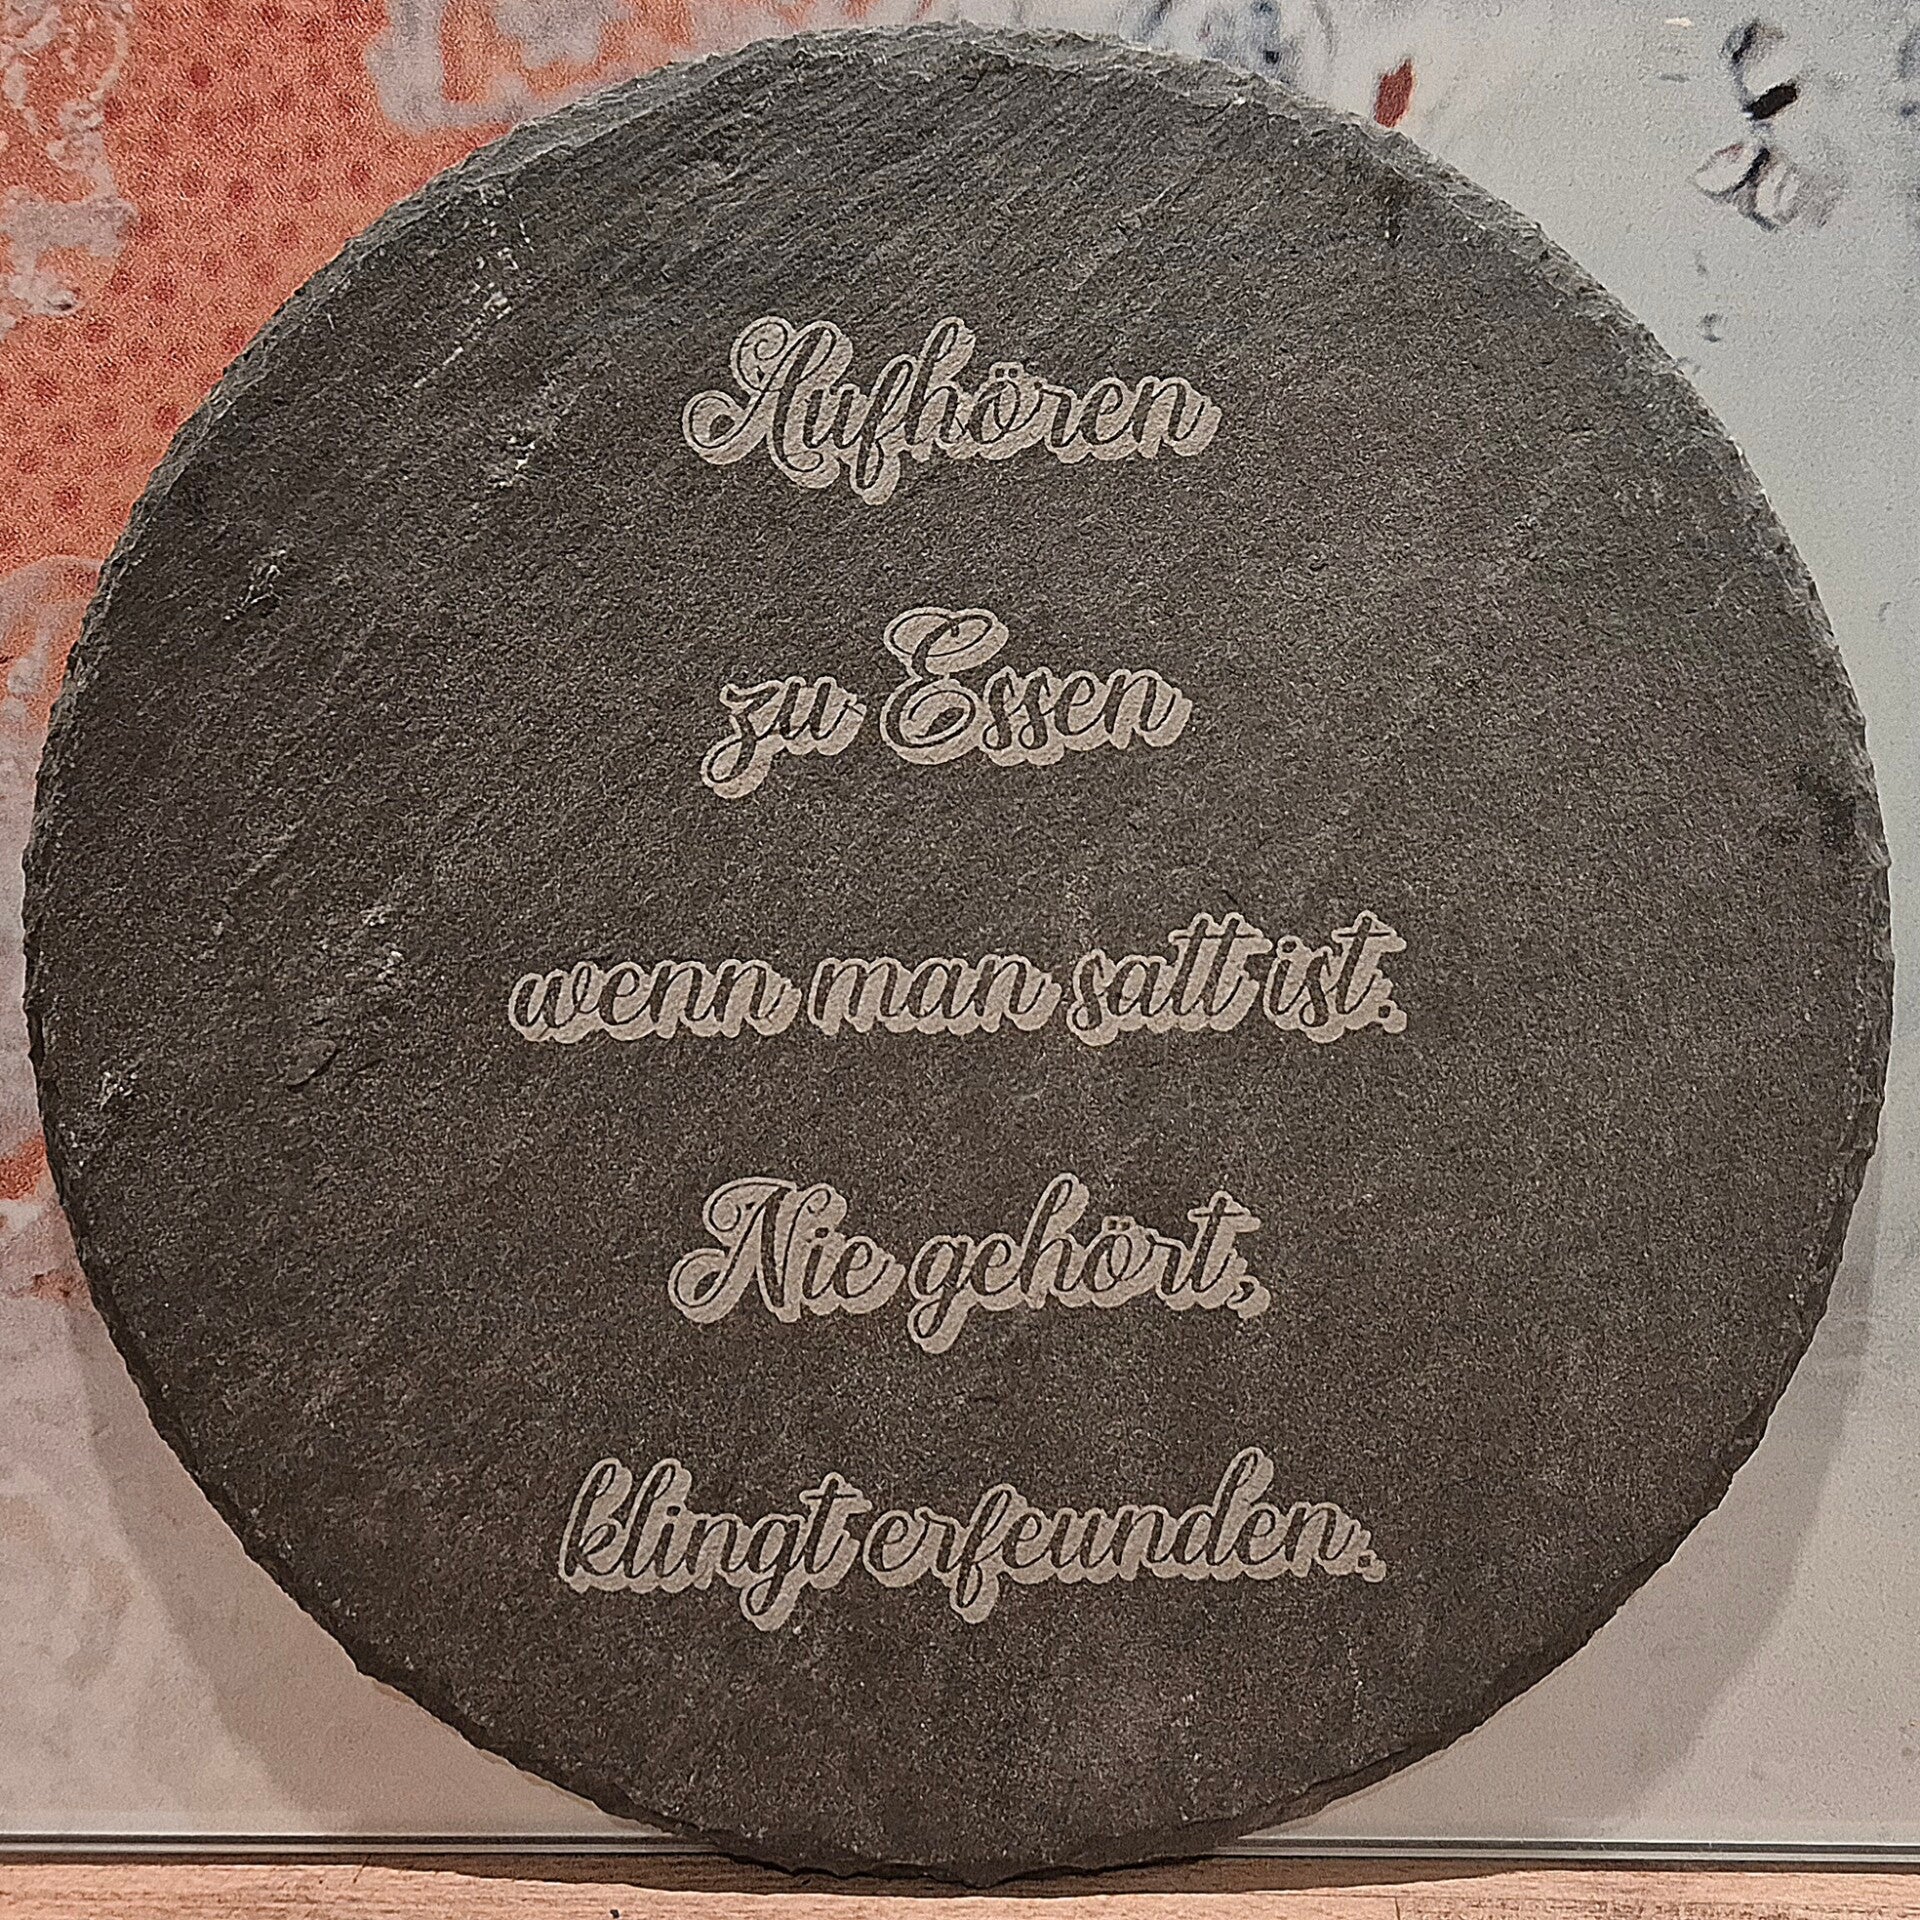 Aufhören
zu Essen
wenn man satt ist.
Nie gehört,
klingt erfeunden.